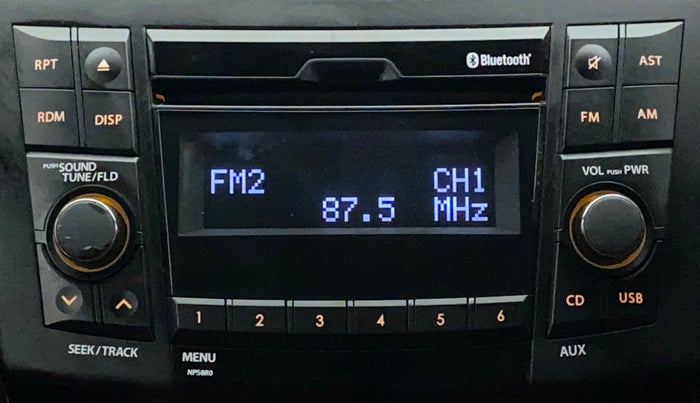 RPT
RDM
DISP
Bluetooth
AST
FM
AM
PUSH SOUND
TUNE/FLD
VOL PUSH PWR
FM2 CH1
87.5 MHz
1 2 3 4 5 6
CD USB
SEEK/TRACK
MENU
NP58R0
AUX